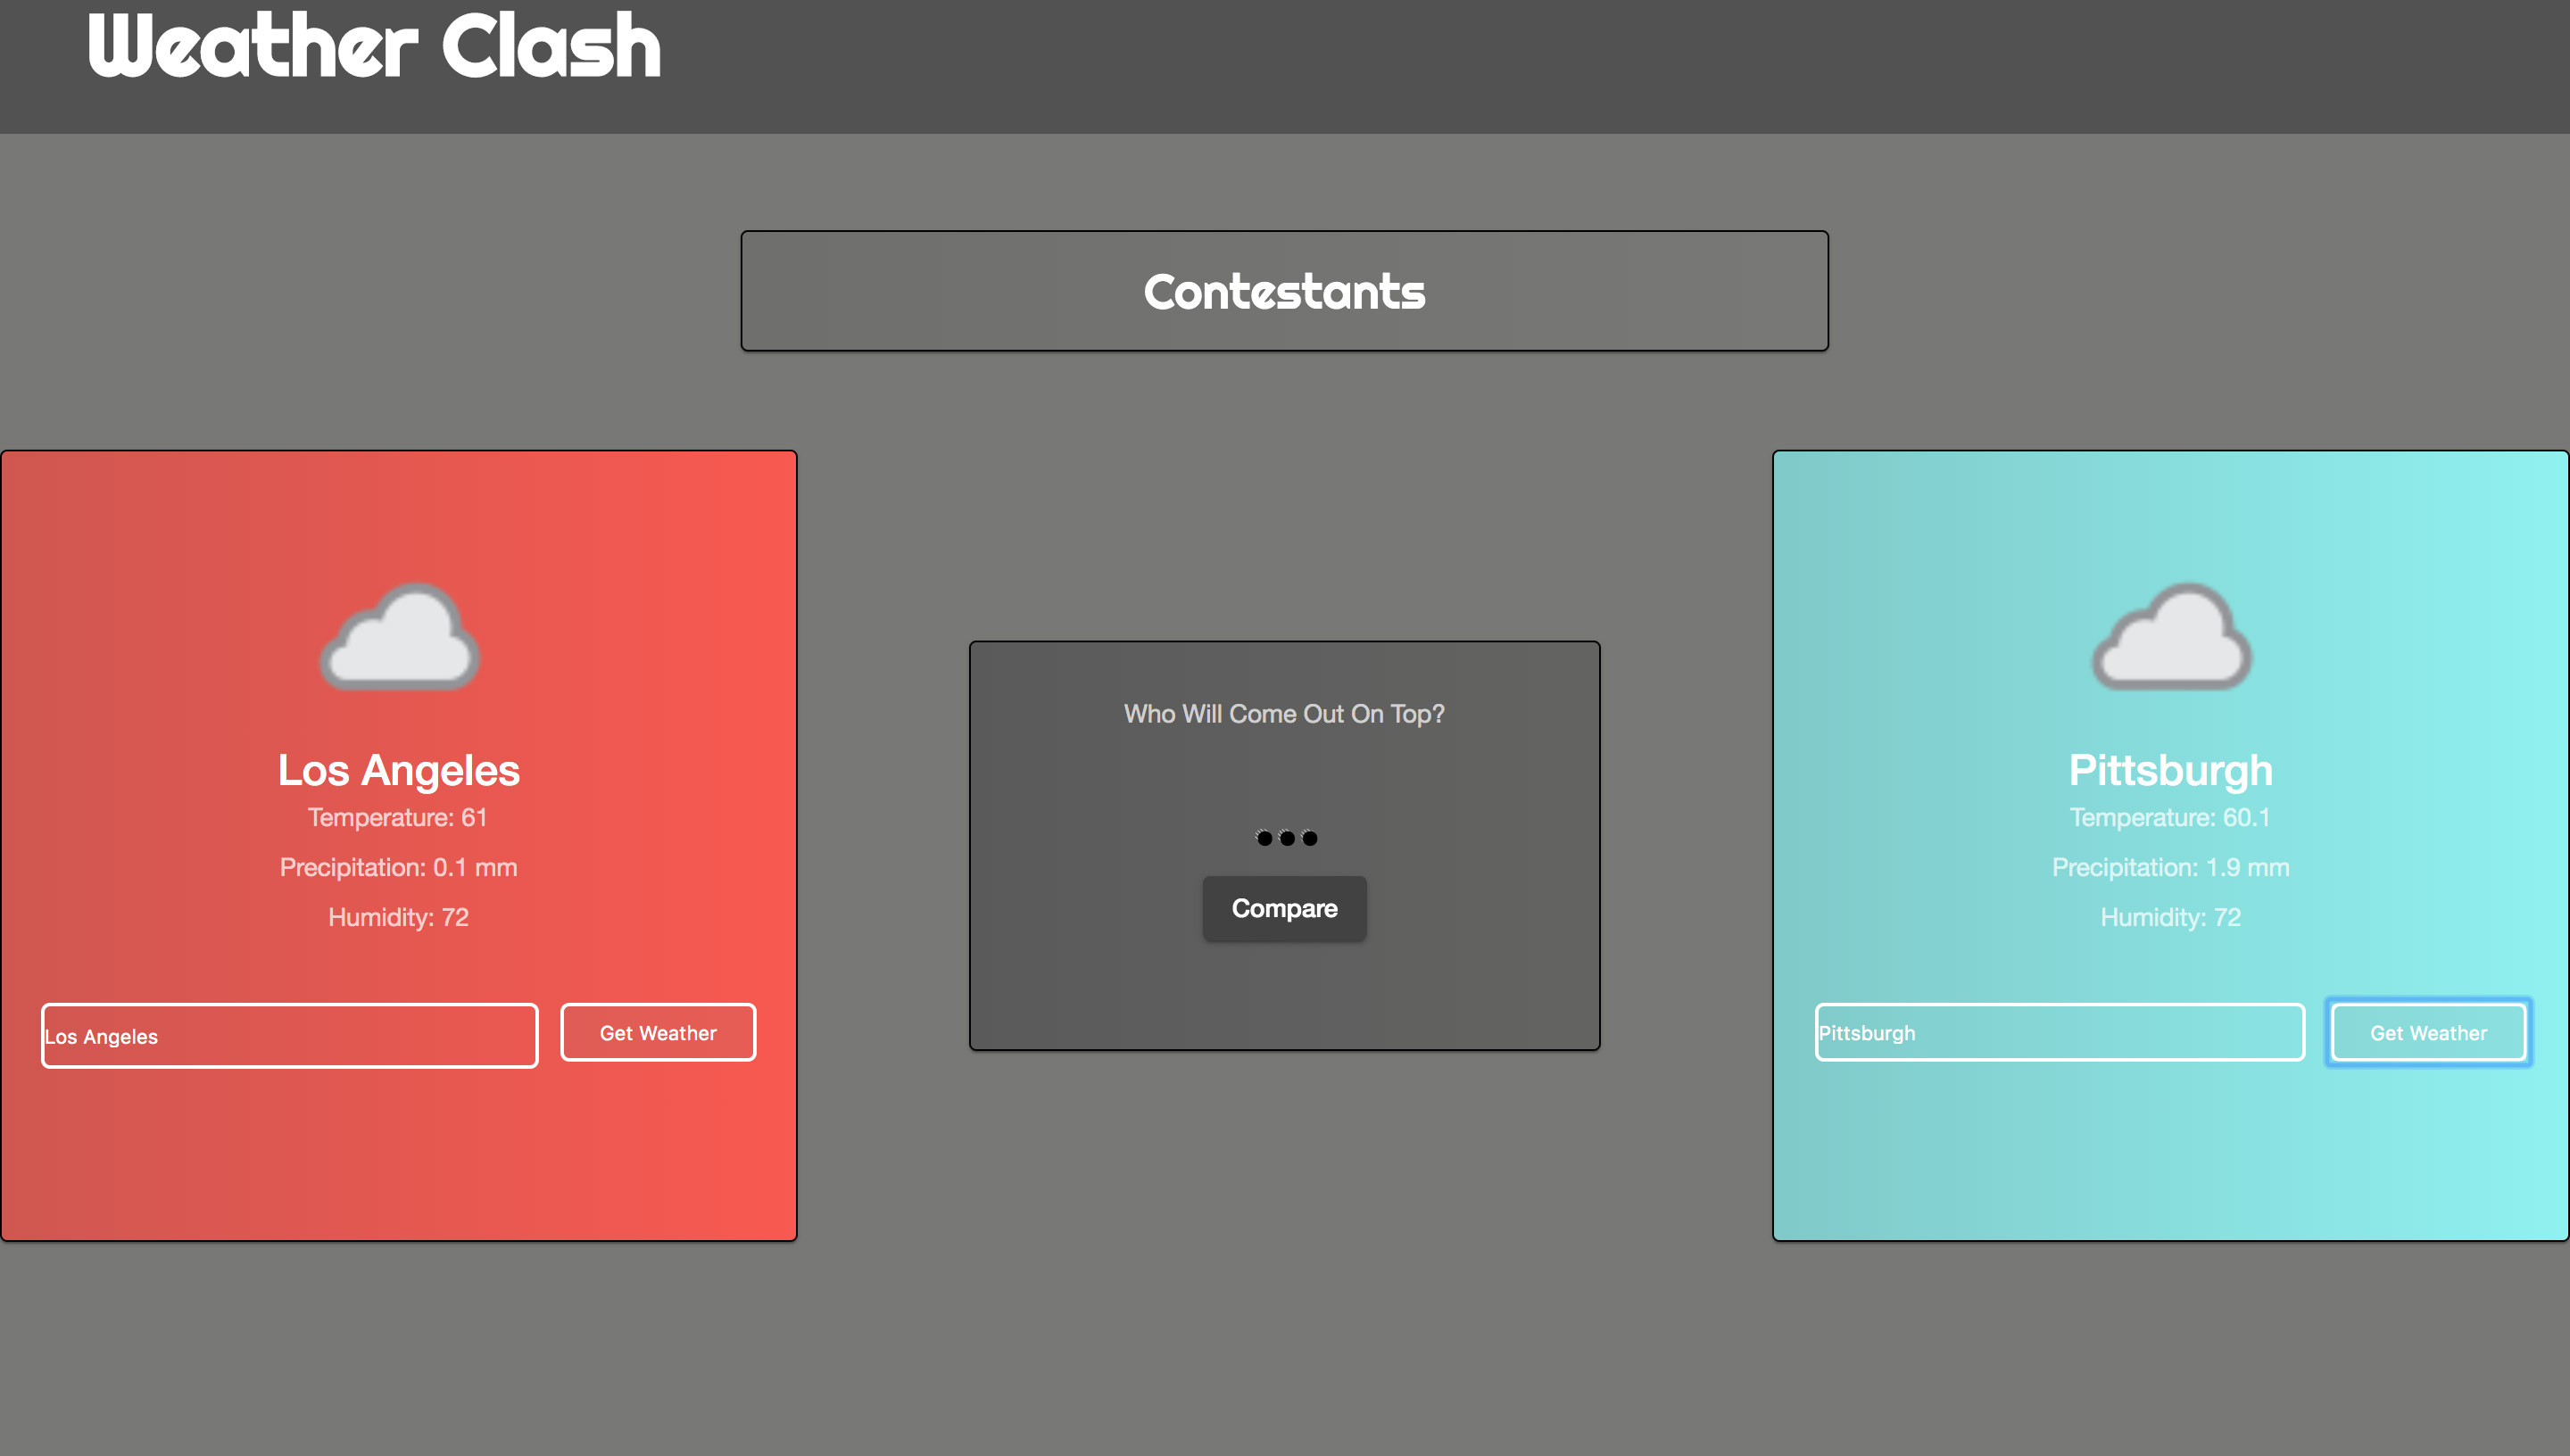 Weather Clash
Contestants
Los Angeles
Temperature: 61
Precipitation: 0.1 mm
Humidity: 72
Los Angeles
Get Weather
Who Will Come Out On Top?
Compare
Pittsburgh
Temperature: 60.1
Precipitation: 1.9 mm
Humidity: 72
Pittsburgh
Get Weather